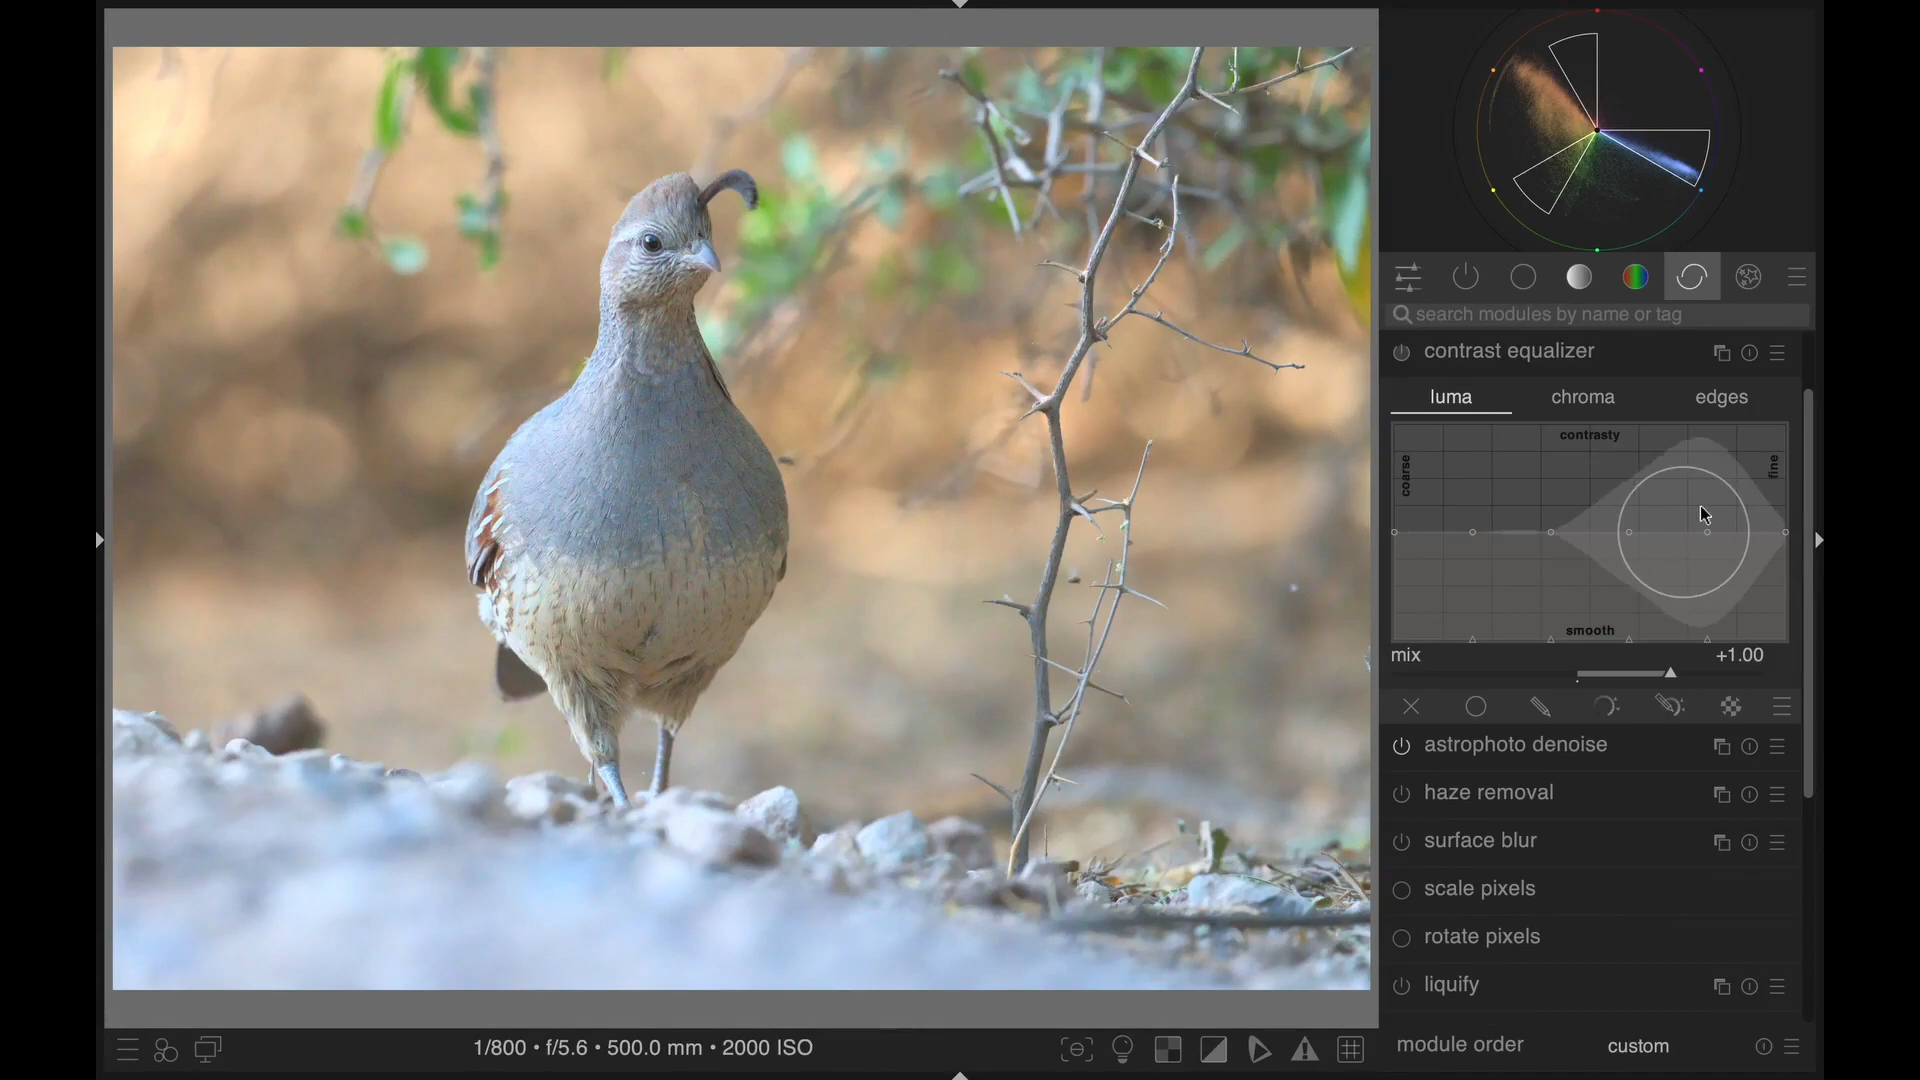 search modules by name or tag
contrast equalizer
luma chroma edges
contrasty
coarse
fine
smooth
mix +1.00
astrophoto denoise
haze removal
surface blur
scale pixels
rotate pixels
liquify
1/800 • f/5.6 • 500.0 mm • 2000 ISO
module order custom